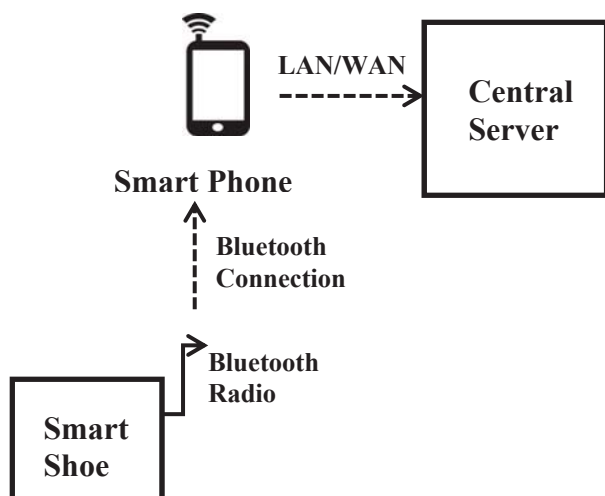 LAN/WAN
Central
Server
Smart Phone
Bluetooth
Connection
Bluetooth
Radio
Smart
Shoe